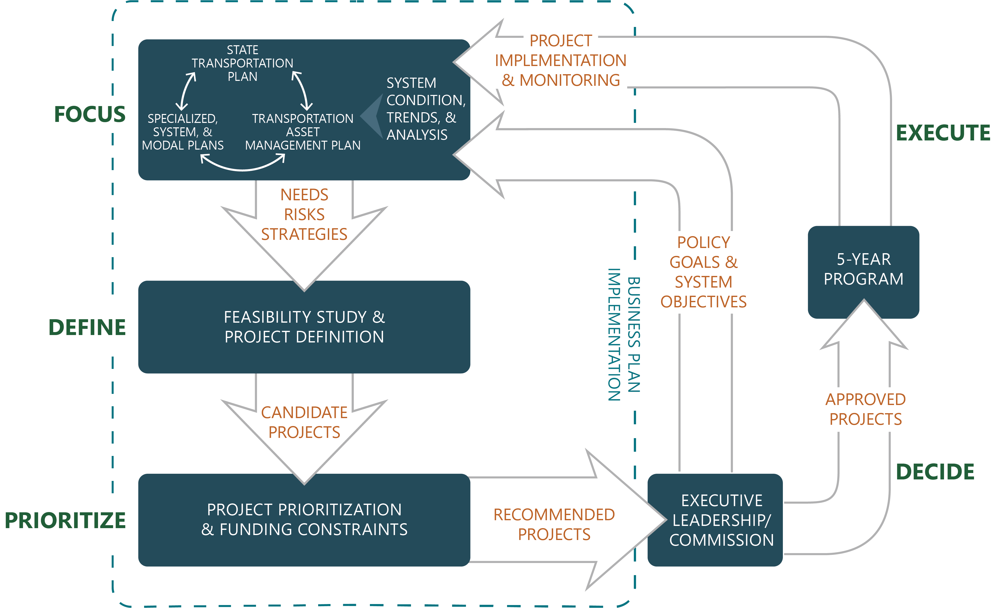 FOCUS
STATE
TRANSPORTATION
PLAN
SPECIALIZED,
SYSTEM, &
MODAL PLANS
TRANSPORTATION
ASSET
MANAGEMENT PLAN
SYSTEM
CONDITION,
TRENDS, &
ANALYSIS
PROJECT
IMPLEMENTATION
& MONITORING
EXECUTE
NEEDS
RISKS
STRATEGIES
DEFINE
FEASIBILITY STUDY &
PROJECT DEFINITION
BUSINESS PLAN
IMPLEMENTATION
POLICY
GOALS &
SYSTEM
OBJECTIVES
5-YEAR
PROGRAM
CANDIDATE
PROJECTS
APPROVED
PROJECTS
DECIDE
PRIORITIZE
PROJECT PRIORITIZATION
& FUNDING CONSTRAINTS
RECOMMENDED
PROJECTS
EXECUTIVE
LEADERSHIP/
COMMISSION